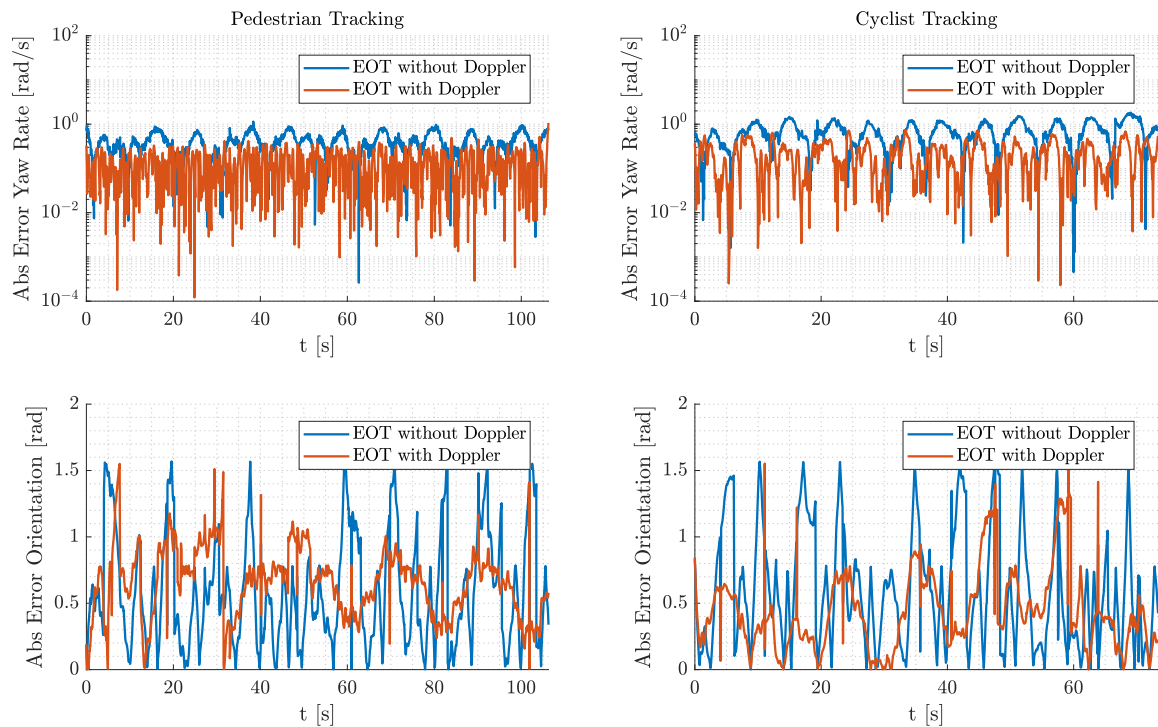 Pedestrian Tracking
Abs Error Yaw Rate [rad/s]
10^2
10^0
10^-2
10^-4
EOT without Doppler
EOT with Doppler
0 20 40 60 80 100
t [s]
Cyclist Tracking
Abs Error Yaw Rate [rad/s]
10^2
10^0
10^-2
10^-4
EOT without Doppler
EOT with Doppler
0 20 40 60
t [s]
Abs Error Orientation [rad]
2
1.5
1
0.5
0
EOT without Doppler
EOT with Doppler
0 20 40 60 80 100
t [s]
Abs Error Orientation [rad]
2
1.5
1
0.5
0
EOT without Doppler
EOT with Doppler
0 20 40 60
t [s]